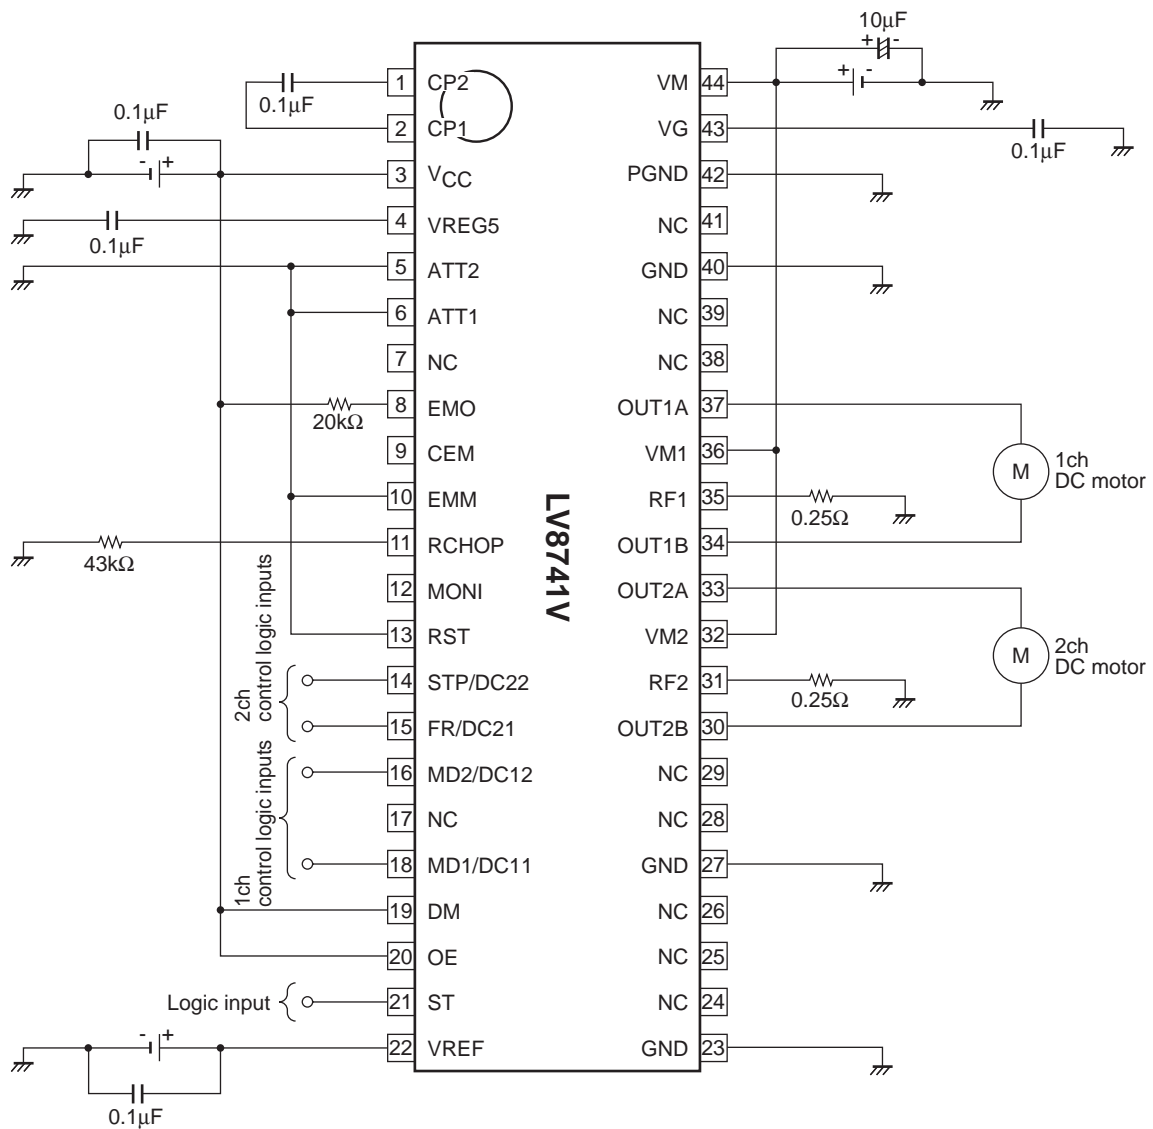 10μF
+ -
1 CP2
0.1μF
2 CP1
0.1μF
- +
3 VCC
4 VREG5
0.1μF
5 ATT2
6 ATT1
7 NC
8 EMO
20kΩ
9 CEM
10 EMM
11 RCHOP
43kΩ
12 MONI
13 RST
2ch
control logic inputs
14 STP/DC22
15 FR/DC21
1ch
control logic inputs
16 MD2/DC12
17 NC
18 MD1/DC11
19 DM
20 OE
Logic input
21 ST
- +
22 VREF
0.1μF
LV8741V
VM 44
+ -
VG 43
0.1μF
PGND 42
NC 41
GND 40
NC 39
NC 38
OUT1A 37
VM1 36
M
1ch
DC motor
RF1 35
0.25Ω
OUT1B 34
OUT2A 33
VM2 32
M
2ch
DC motor
RF2 31
0.25Ω
OUT2B 30
NC 29
NC 28
GND 27
NC 26
NC 25
NC 24
GND 23